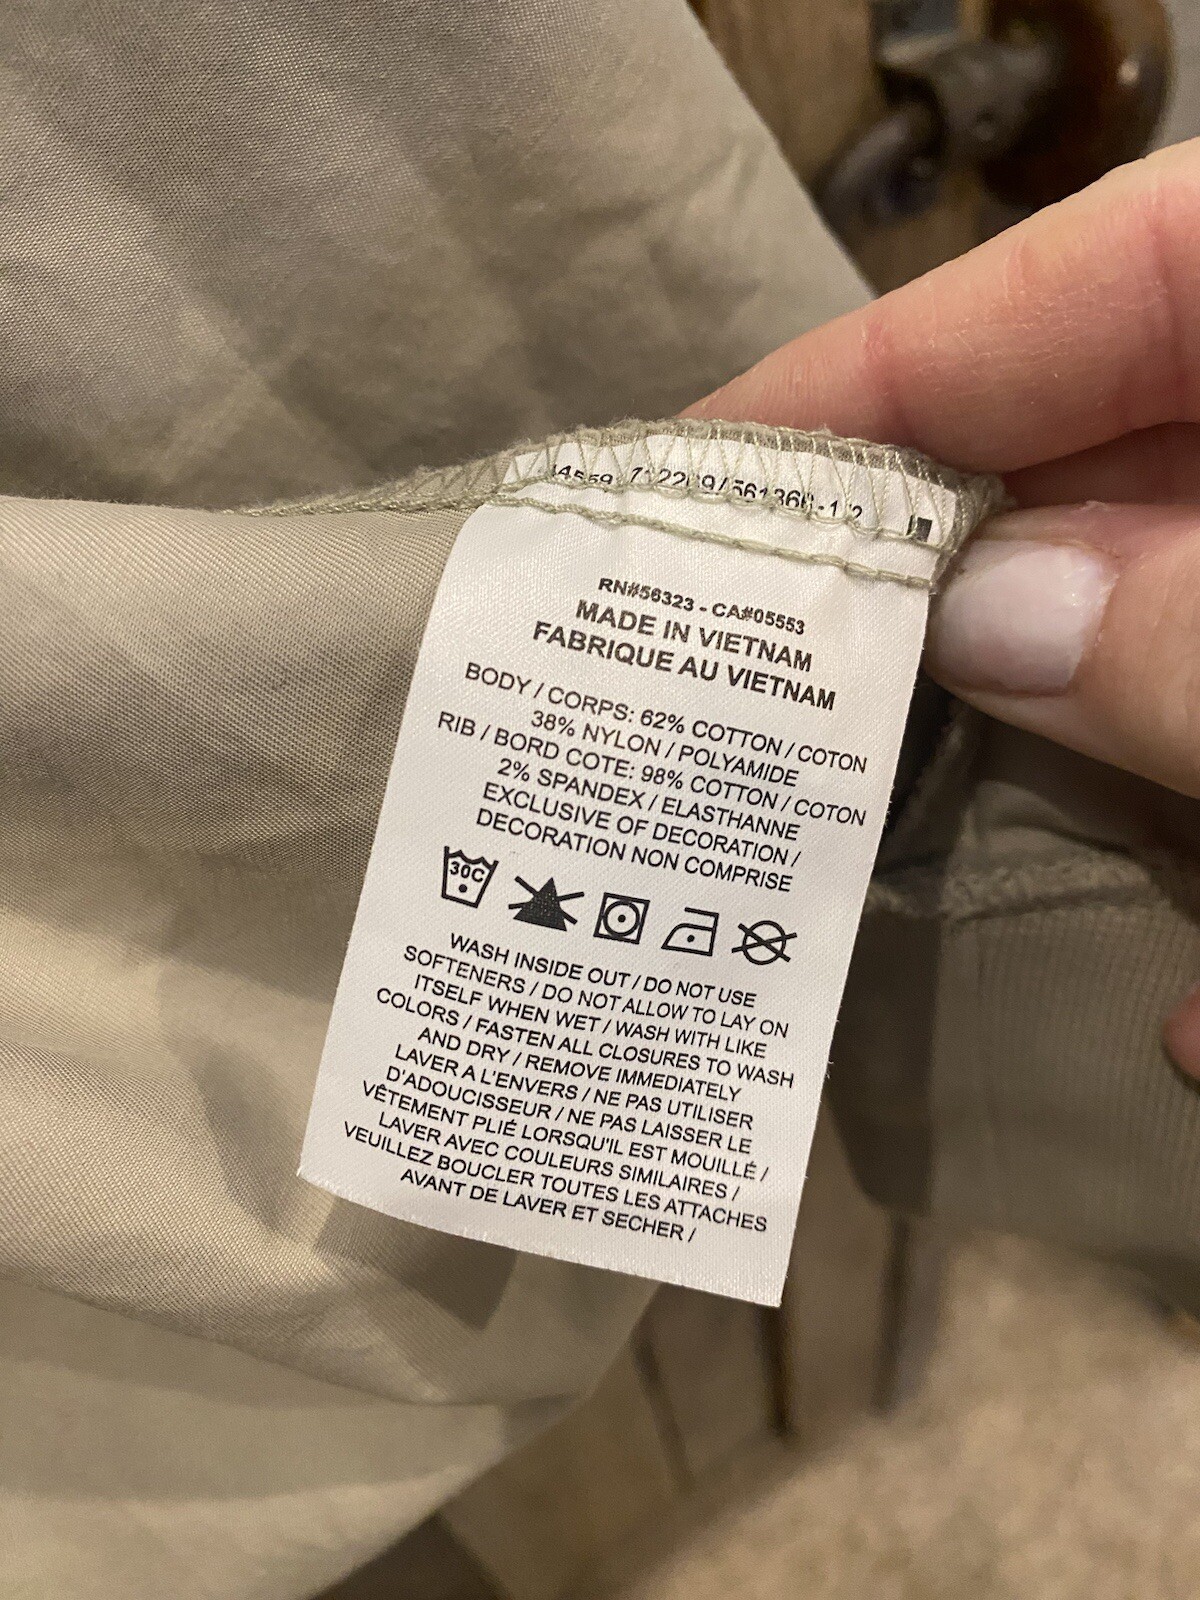 RN#56323 - CA#05553
MADE IN VIETNAM
FABRIQUE AU VIETNAM
BODY / CORPS: 62% COTTON / COTON
38% NYLON / POLYAMIDE
RIB / BORD COTE: 98% COTTON / COTON
2% SPANDEX / ELASTHANNE
EXCLUSIVE OF DECORATION /
DECORATION NON COMPRISE
30C
WASH INSIDE OUT / DO NOT USE
SOFTENERS / DO NOT ALLOW TO LAY ON
ITSELF WHEN WET / WASH WITH LIKE
COLORS / FASTEN ALL CLOSURES TO WASH
AND DRY / REMOVE IMMEDIATELY
LAVER A L'ENVERS / NE PAS UTILISER
D'ADOUCISSEUR / NE PAS LAISSER LE
VÊTEMENT PLIÉ LORSQU'IL EST MOUILLÉ /
LAVER AVEC COULEURS SIMILAIRES /
VEUILLEZ BOUCLER TOUTES LES ATTACHES
AVANT DE LAVER ET SECHER /